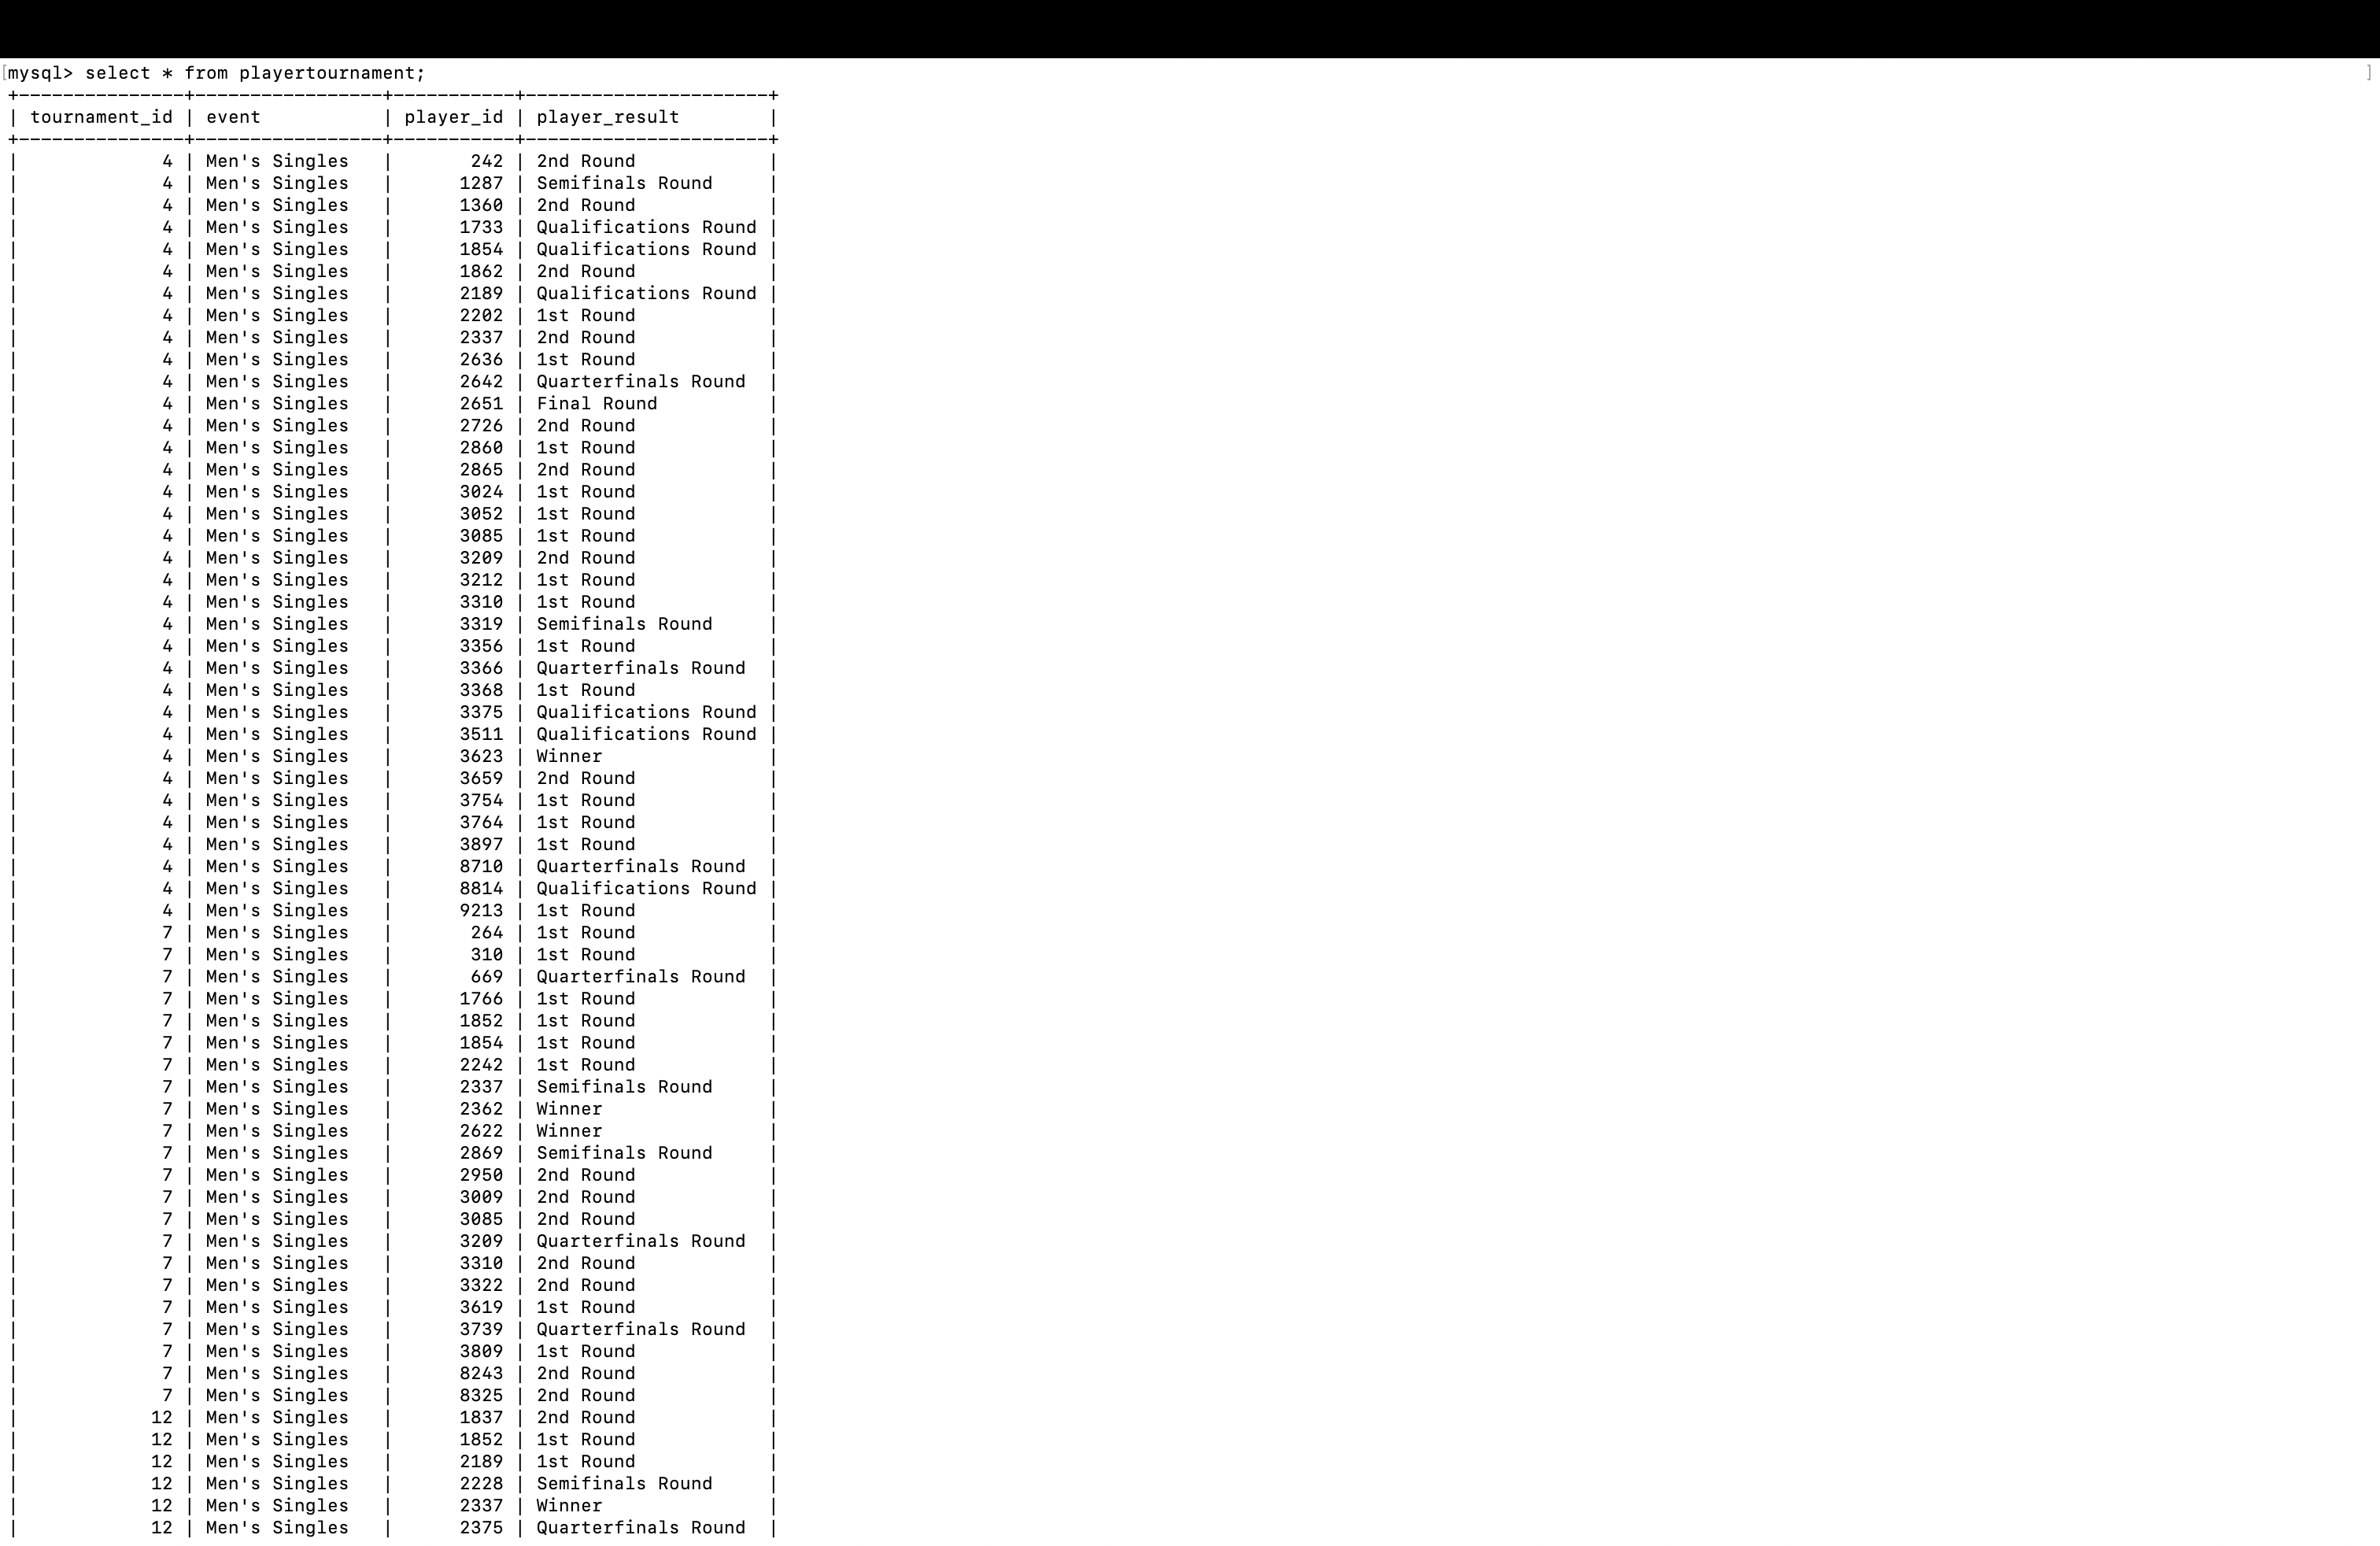 [mysql> select * from playertournament; ]
+---------------+-----------------+-----------+----------------------+
| tournament_id | event           | player_id | player_result        |
+---------------+-----------------+-----------+----------------------+
|             4 | Men's Singles   |       242 | 2nd Round            |
|             4 | Men's Singles   |      1287 | Semifinals Round     |
|             4 | Men's Singles   |      1360 | 2nd Round            |
|             4 | Men's Singles   |      1733 | Qualifications Round |
|             4 | Men's Singles   |      1854 | Qualifications Round |
|             4 | Men's Singles   |      1862 | 2nd Round            |
|             4 | Men's Singles   |      2189 | Qualifications Round |
|             4 | Men's Singles   |      2202 | 1st Round            |
|             4 | Men's Singles   |      2337 | 2nd Round            |
|             4 | Men's Singles   |      2636 | 1st Round            |
|             4 | Men's Singles   |      2642 | Quarterfinals Round  |
|             4 | Men's Singles   |      2651 | Final Round          |
|             4 | Men's Singles   |      2726 | 2nd Round            |
|             4 | Men's Singles   |      2860 | 1st Round            |
|             4 | Men's Singles   |      2865 | 2nd Round            |
|             4 | Men's Singles   |      3024 | 1st Round            |
|             4 | Men's Singles   |      3052 | 1st Round            |
|             4 | Men's Singles   |      3085 | 1st Round            |
|             4 | Men's Singles   |      3209 | 2nd Round            |
|             4 | Men's Singles   |      3212 | 1st Round            |
|             4 | Men's Singles   |      3310 | 1st Round            |
|             4 | Men's Singles   |      3319 | Semifinals Round     |
|             4 | Men's Singles   |      3356 | 1st Round            |
|             4 | Men's Singles   |      3366 | Quarterfinals Round  |
|             4 | Men's Singles   |      3368 | 1st Round            |
|             4 | Men's Singles   |      3375 | Qualifications Round |
|             4 | Men's Singles   |      3511 | Qualifications Round |
|             4 | Men's Singles   |      3623 | Winner               |
|             4 | Men's Singles   |      3659 | 2nd Round            |
|             4 | Men's Singles   |      3754 | 1st Round            |
|             4 | Men's Singles   |      3764 | 1st Round            |
|             4 | Men's Singles   |      3897 | 1st Round            |
|             4 | Men's Singles   |      8710 | Quarterfinals Round  |
|             4 | Men's Singles   |      8814 | Qualifications Round |
|             4 | Men's Singles   |      9213 | 1st Round            |
|             7 | Men's Singles   |       264 | 1st Round            |
|             7 | Men's Singles   |       310 | 1st Round            |
|             7 | Men's Singles   |       669 | Quarterfinals Round  |
|             7 | Men's Singles   |      1766 | 1st Round            |
|             7 | Men's Singles   |      1852 | 1st Round            |
|             7 | Men's Singles   |      1854 | 1st Round            |
|             7 | Men's Singles   |      2242 | 1st Round            |
|             7 | Men's Singles   |      2337 | Semifinals Round     |
|             7 | Men's Singles   |      2362 | Winner               |
|             7 | Men's Singles   |      2622 | Winner               |
|             7 | Men's Singles   |      2869 | Semifinals Round     |
|             7 | Men's Singles   |      2950 | 2nd Round            |
|             7 | Men's Singles   |      3009 | 2nd Round            |
|             7 | Men's Singles   |      3085 | 2nd Round            |
|             7 | Men's Singles   |      3209 | Quarterfinals Round  |
|             7 | Men's Singles   |      3310 | 2nd Round            |
|             7 | Men's Singles   |      3322 | 2nd Round            |
|             7 | Men's Singles   |      3619 | 1st Round            |
|             7 | Men's Singles   |      3739 | Quarterfinals Round  |
|             7 | Men's Singles   |      3809 | 1st Round            |
|             7 | Men's Singles   |      8243 | 2nd Round            |
|             7 | Men's Singles   |      8325 | 2nd Round            |
|            12 | Men's Singles   |      1837 | 2nd Round            |
|            12 | Men's Singles   |      1852 | 1st Round            |
|            12 | Men's Singles   |      2189 | 1st Round            |
|            12 | Men's Singles   |      2228 | Semifinals Round     |
|            12 | Men's Singles   |      2337 | Winner               |
|            12 | Men's Singles   |      2375 | Quarterfinals Round  |